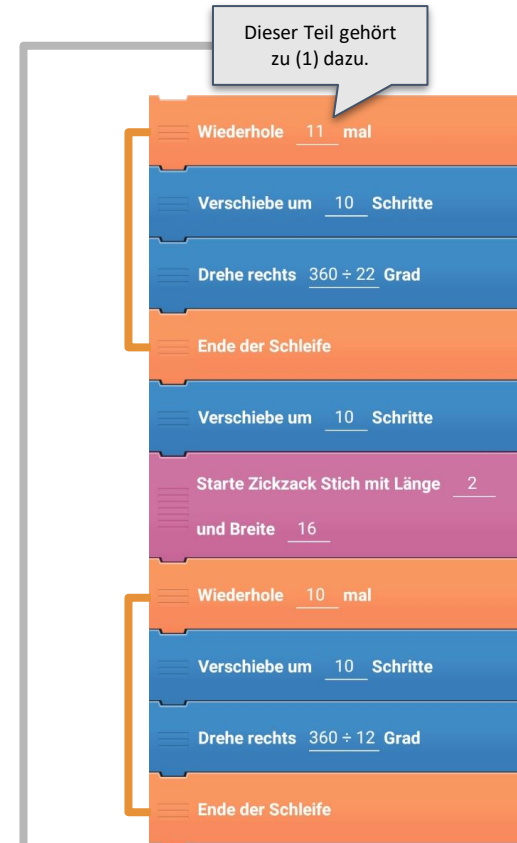 Dieser Teil gehört
zu (1) dazu.
Wiederhole 11 mal
Verschiebe um 10 Schritte
Drehe rechts 360 ÷ 22 Grad
Ende der Schleife
Verschiebe um 10 Schritte
Starte Zickzack Stich mit Länge 2
und Breite 16
Wiederhole 10 mal
Verschiebe um 10 Schritte
Drehe rechts 360 ÷ 12 Grad
Ende der Schleife